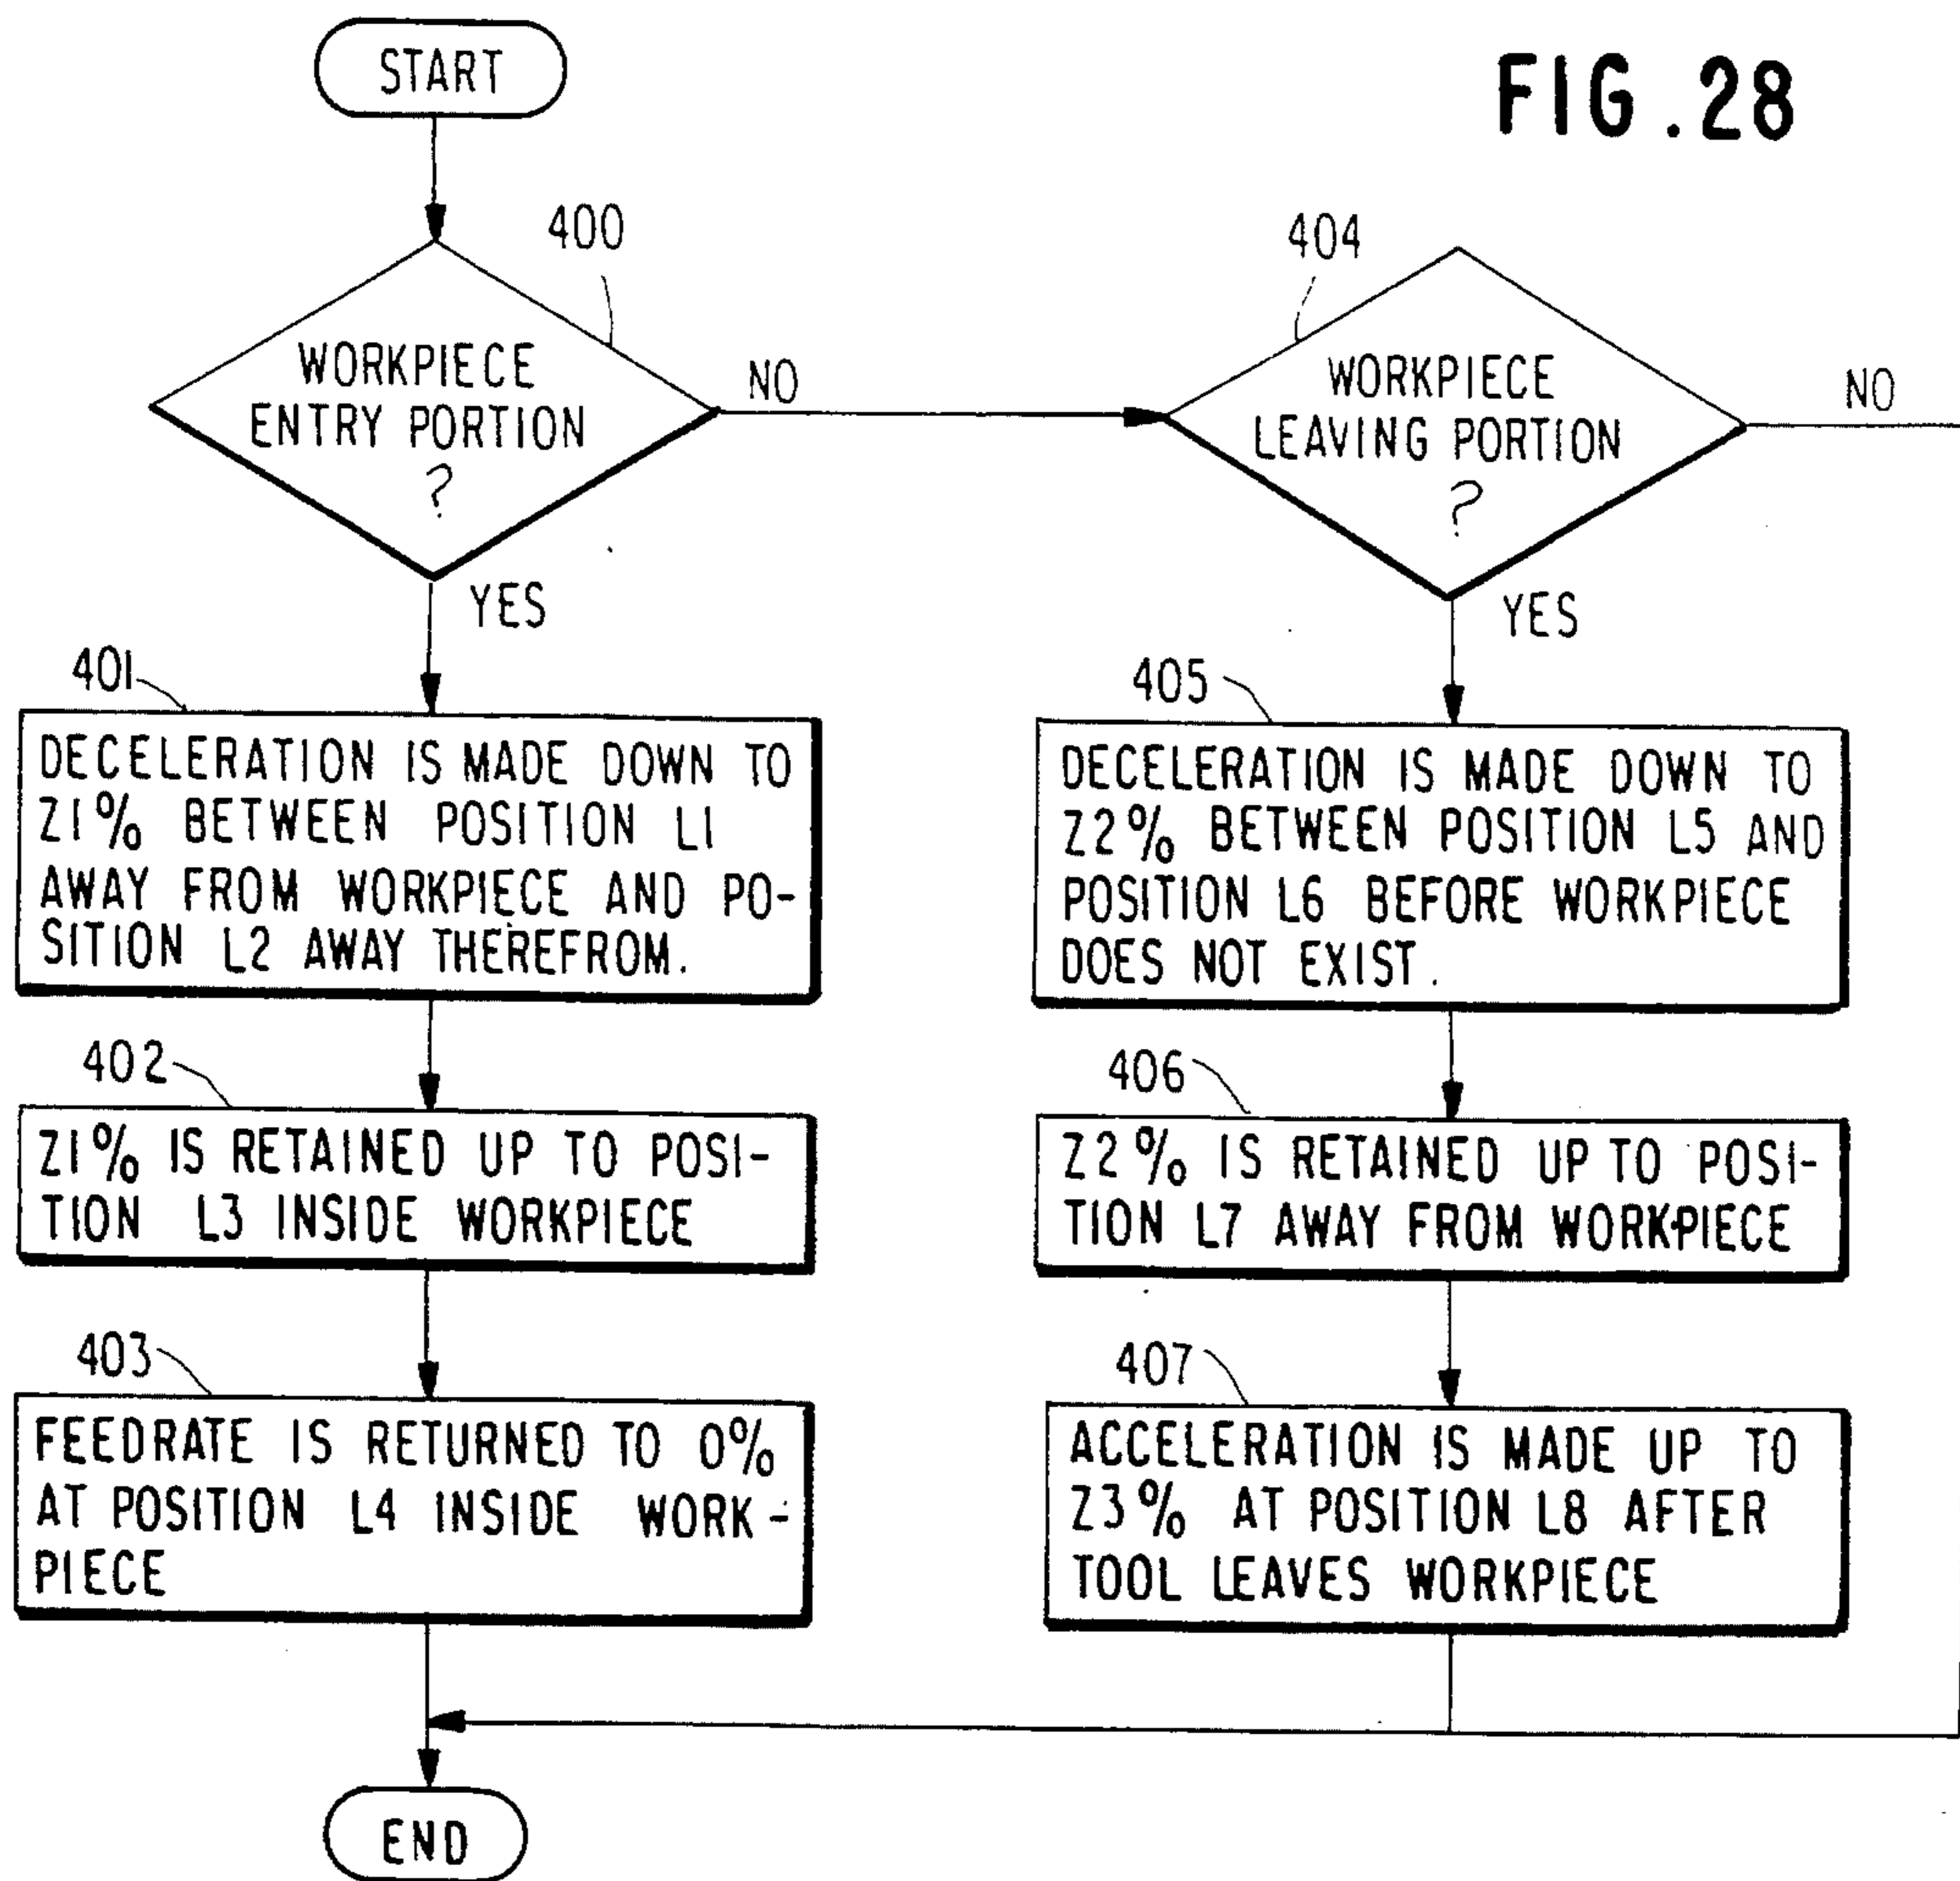 START
FIG.28
400
WORKPIECE
ENTRY PORTION
?
NO
YES
404
WORKPIECE
LEAVING PORTION
?
NO
YES
401
DECELERATION IS MADE DOWN TO
Z1% BETWEEN POSITION L1
AWAY FROM WORKPIECE AND PO-
SITION L2 AWAY THEREFROM.
402
Z1% IS RETAINED UP TO POSI-
TION L3 INSIDE WORKPIECE
403
FEEDRATE IS RETURNED TO 0%
AT POSITION L4 INSIDE WORK-
PIECE
405
DECELERATION IS MADE DOWN TO
Z2% BETWEEN POSITION L5 AND
POSITION L6 BEFORE WORKPIECE
DOES NOT EXIST.
406
Z2% IS RETAINED UP TO POSI-
TION L7 AWAY FROM WORKPIECE
407
ACCELERATION IS MADE UP TO
Z3% AT POSITION L8 AFTER
TOOL LEAVES WORKPIECE
END